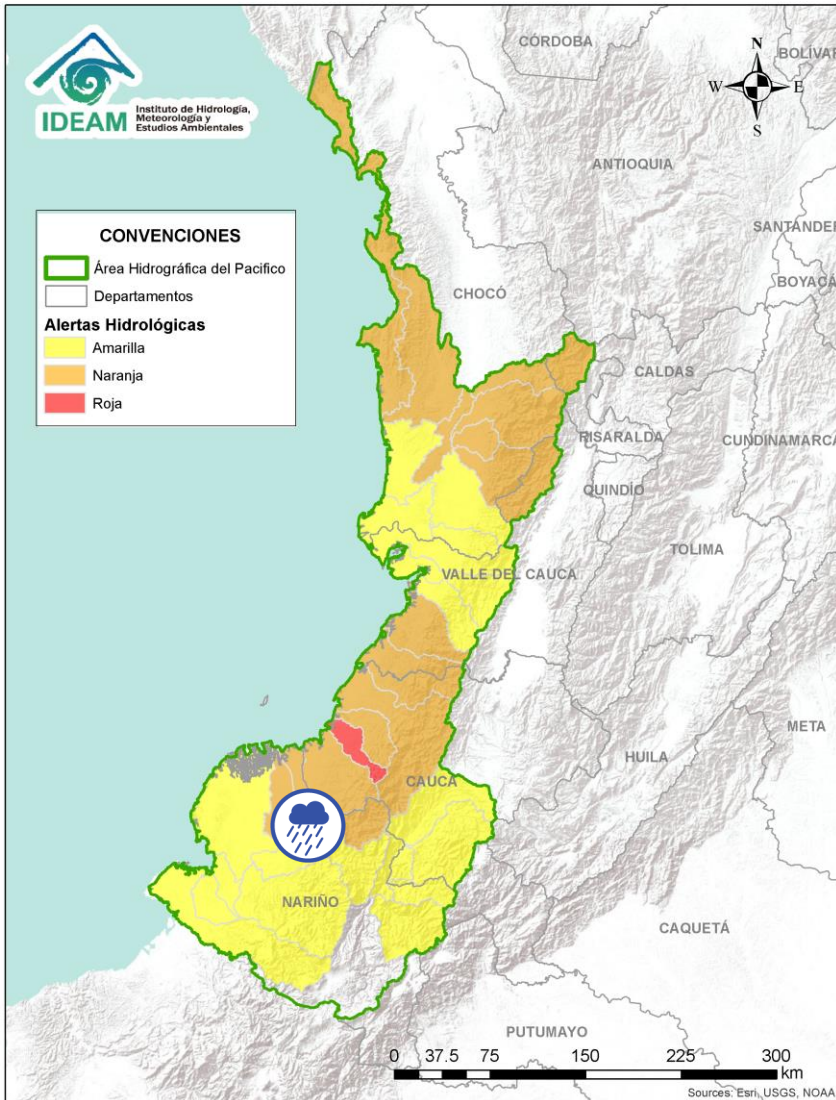 IDEAM
Instituto de Hidrología,
Meteorología y
Estudios Ambientales
CÓRDOBA
BOLÍVAR
N
W
E
S
ANTIOQUIA
SANTANDER
BOYACÁ
CONVENCIONES
Área Hidrográfica del Pacifico
Departamentos
Alertas Hidrológicas
Amarilla
Naranja
Roja
CHOCÓ
CALDAS
RISARALDA
CUNDINAMARCA
QUINDÍO
TOLIMA
VALLE DEL CAUCA
META
HUILA
CAUCA
NARIÑO
CAQUETÁ
PUTUMAYO
0 37.5 75 150 225 300
km
Sources: Esri, USGS, NOAA